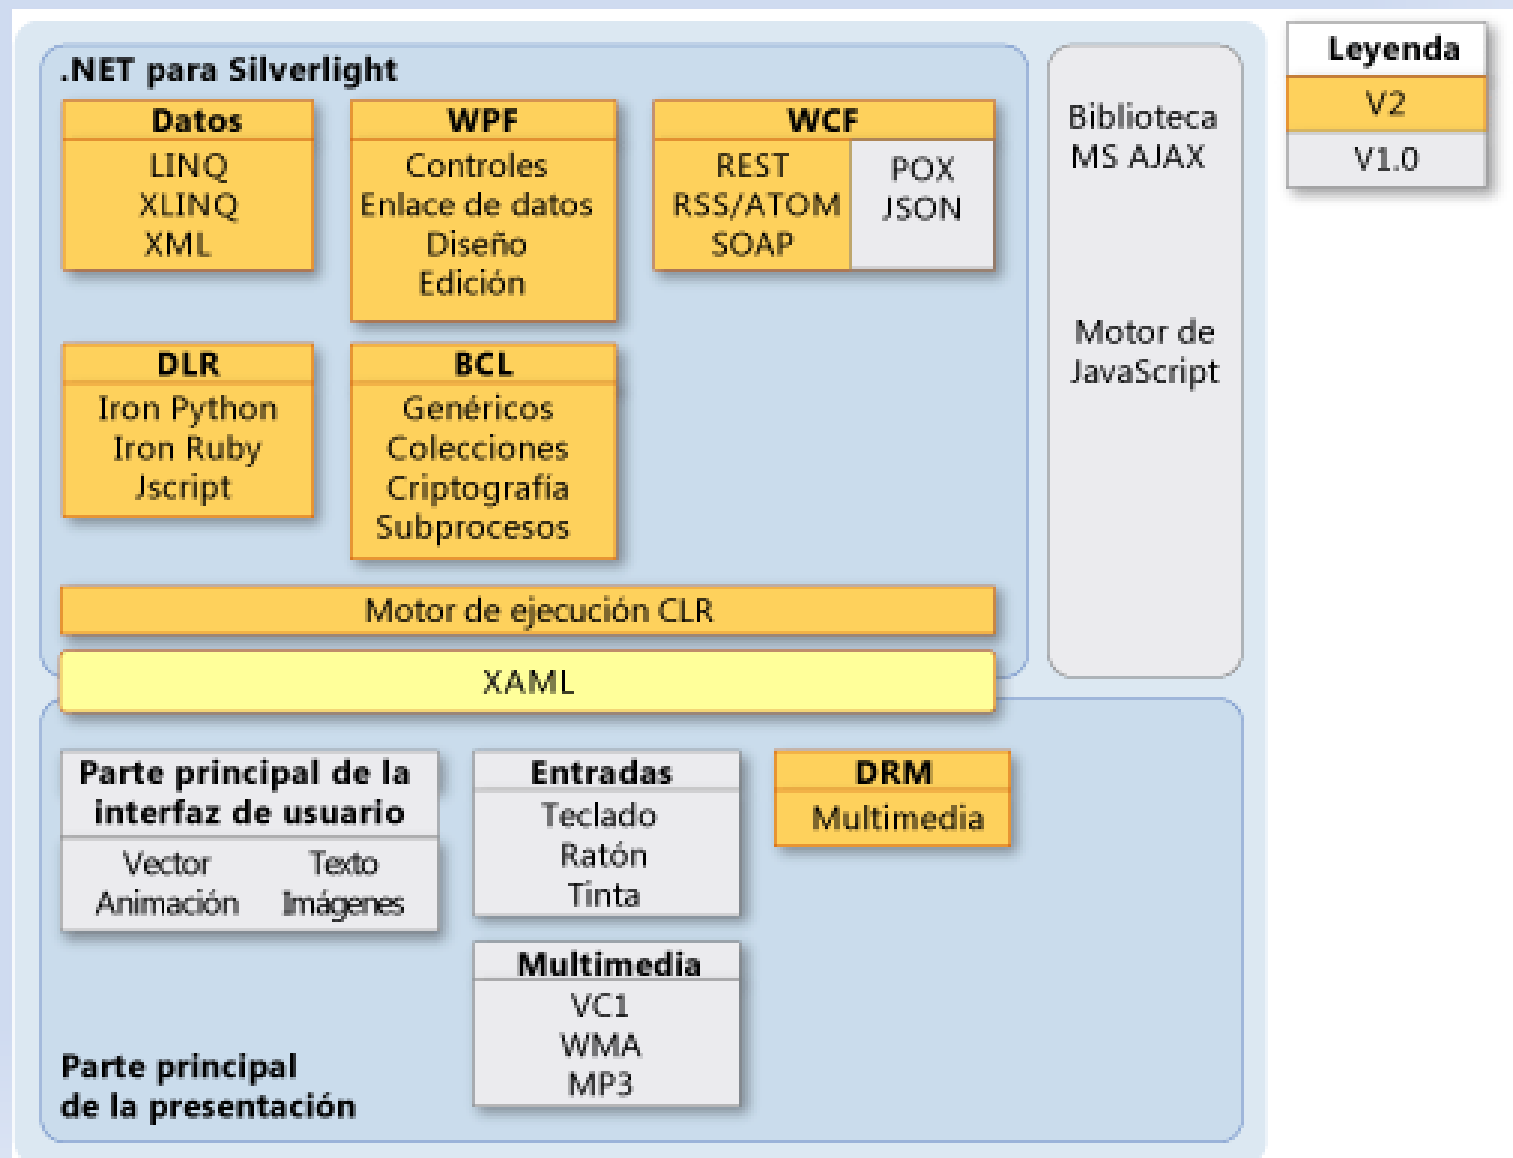 .NET para Silverlight
Datos
LINQ
XLINQ
XML
WPF
Controles
Enlace de datos
Diseño
Edición
WCF
REST
RSS/ATOM
SOAP
POX
JSON
DLR
Iron Python
Iron Ruby
Jscript
BCL
Genéricos
Colecciones
Criptografía
Subprocesos
Motor de ejecución CLR
XAML
Biblioteca
MS AJAX
Motor de
JavaScript
Leyenda
V2
V1.0
Parte principal de la
interfaz de usuario
Vector Texto
Animación Imágenes
Entradas
Teclado
Ratón
Tinta
DRM
Multimedia
Multimedia
VC1
WMA
MP3
Parte principal
de la presentación